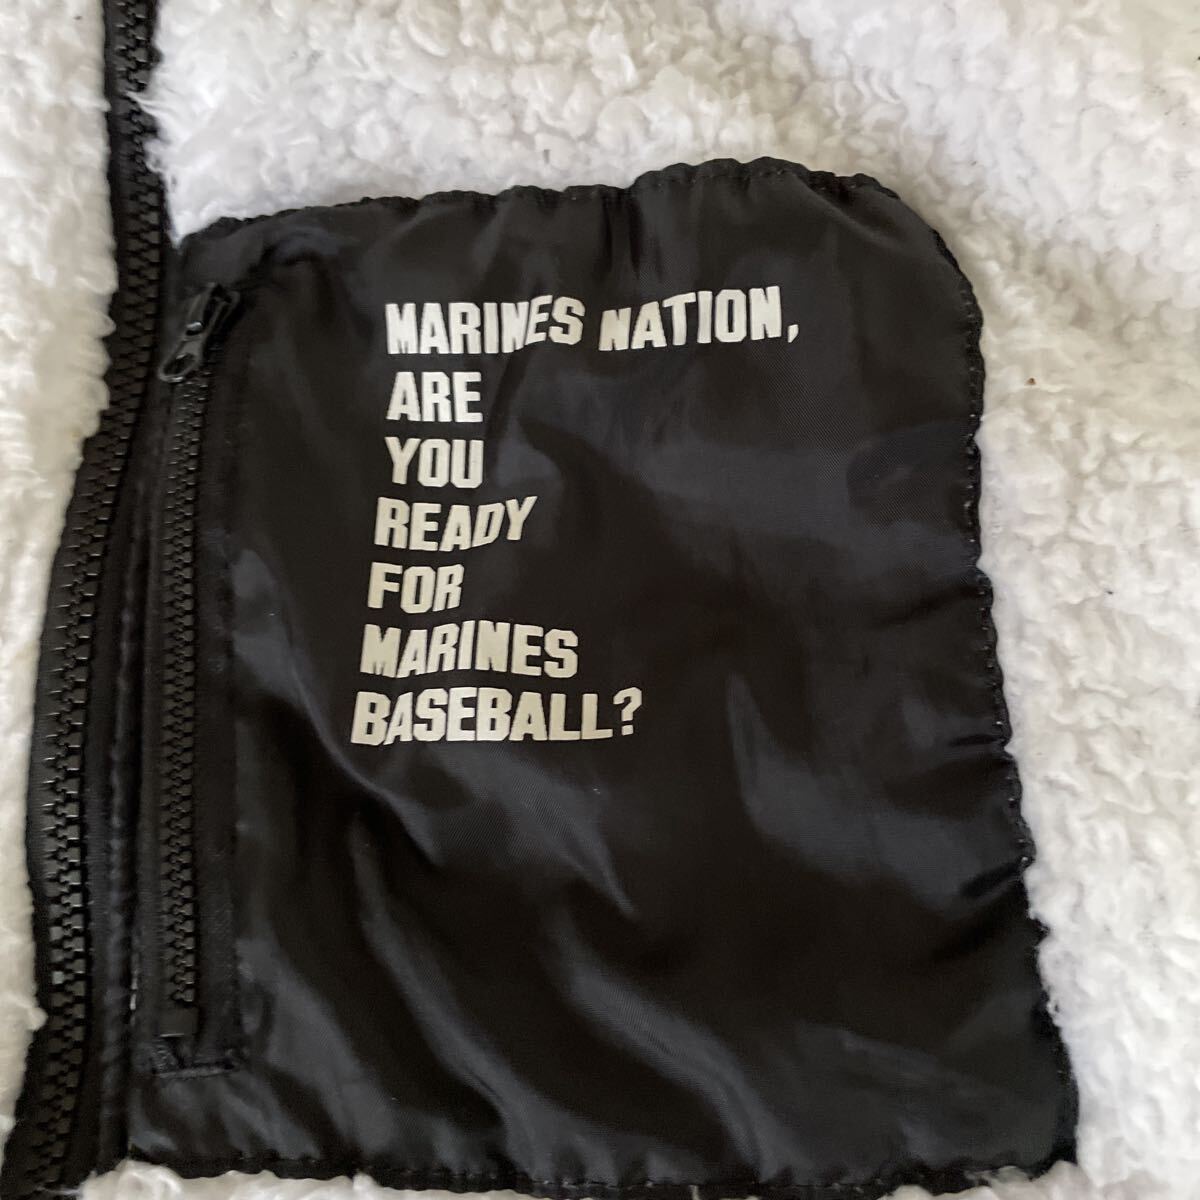 MARINES NATION,
ARE
YOU
READY
FOR
MARINES
BASEBALL?